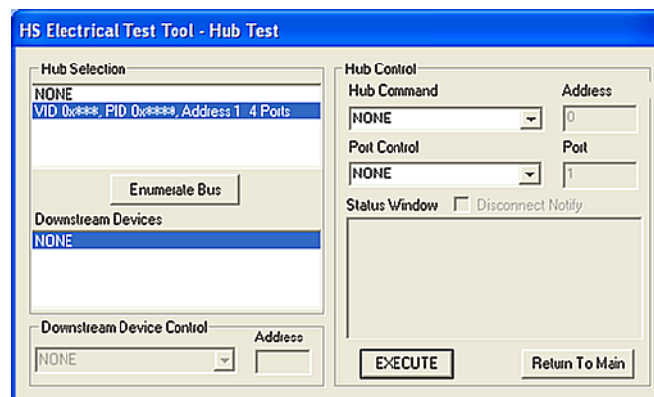 HS Electrical Test Tool - Hub Test
Hub Selection
NONE
VID 0x***, PID 0x****, Address 1 4 Ports
Enumerate Bus
Downstream Devices
NONE
Downstream Device Control
Address
NONE
Hub Control
Hub Command
Address
NONE
0
Port Control
Port
NONE
1
Status Window
Disconnect Notify
EXECUTE
Return To Main